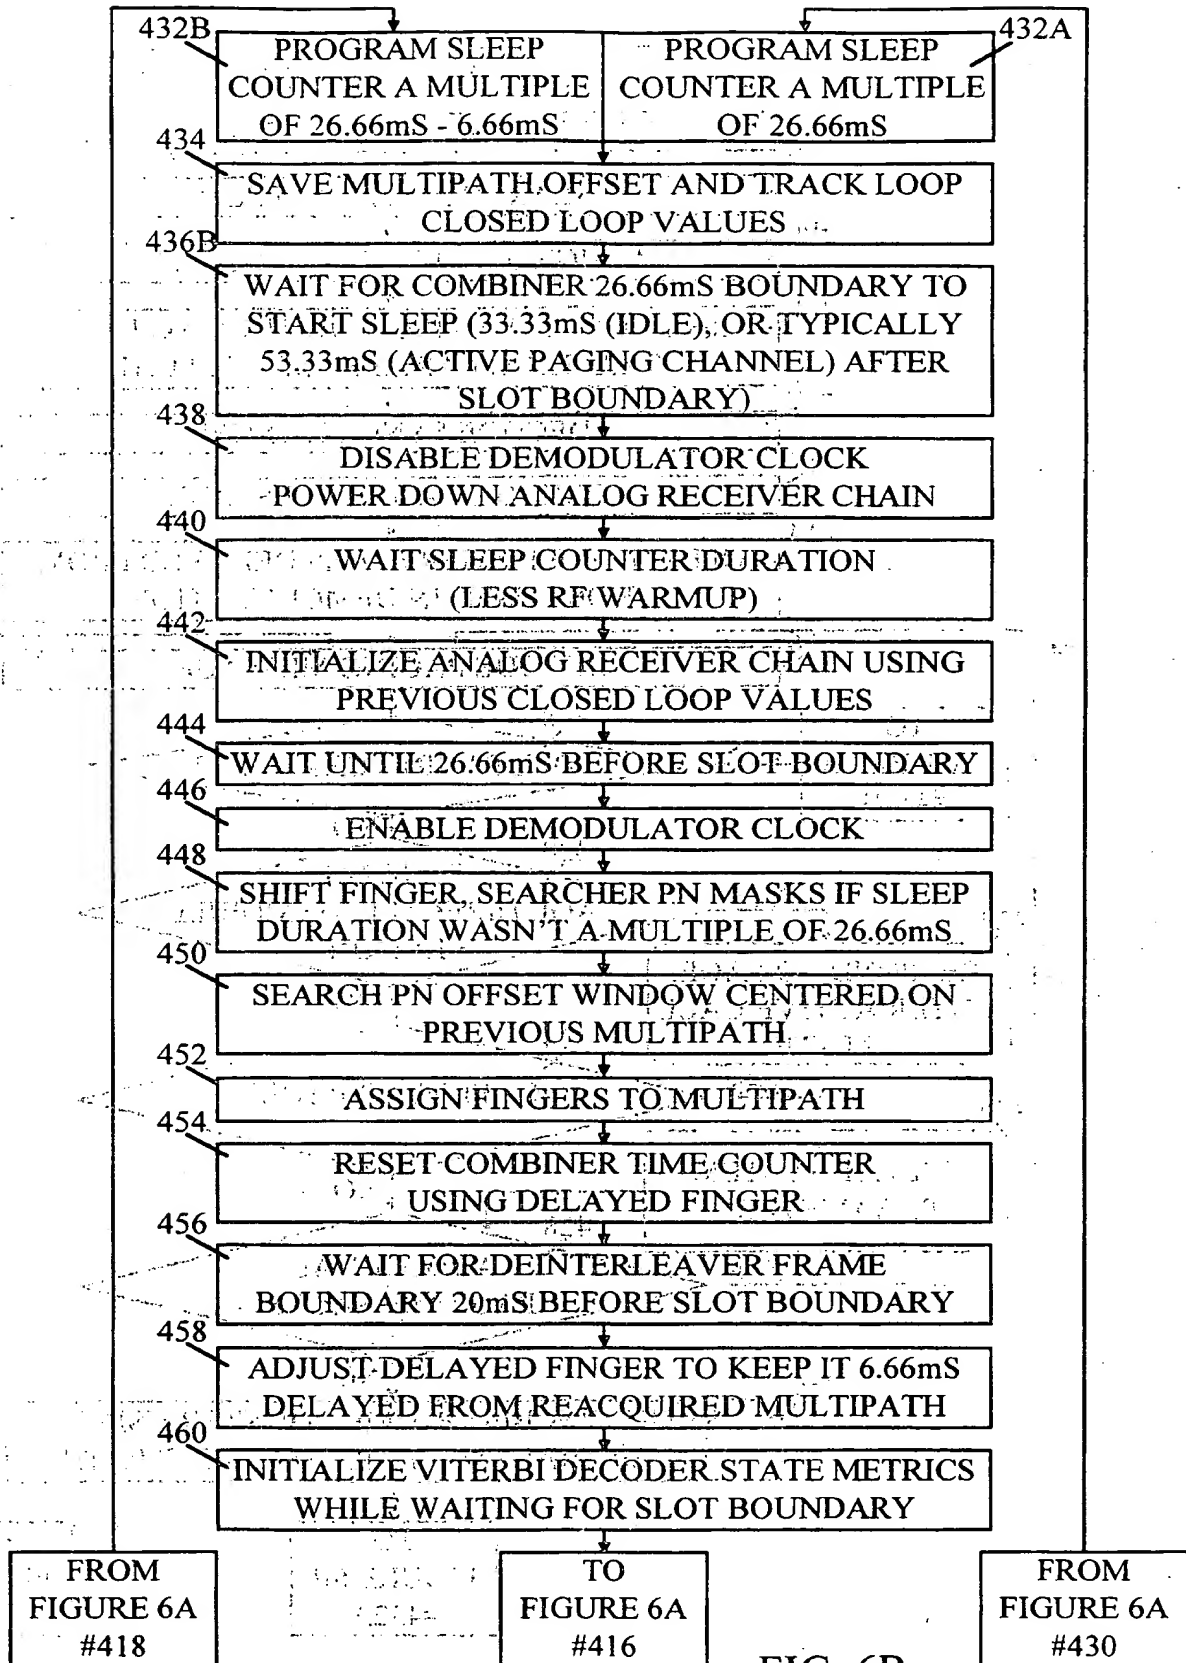 432B
PROGRAM SLEEP
COUNTER A MULTIPLE
OF 26.66mS - 6.66mS
432A
PROGRAM SLEEP
COUNTER A MULTIPLE
OF 26.66mS
434
SAVE MULTIPATH OFFSET AND TRACK LOOP
CLOSED LOOP VALUES
436B
WAIT FOR COMBINER 26.66mS BOUNDARY TO
START SLEEP (33.33mS (IDLE), OR TYPICALLY
53.33mS (ACTIVE PAGING CHANNEL) AFTER
SLOT BOUNDARY)
438
DISABLE DEMODULATOR CLOCK
POWER DOWN ANALOG RECEIVER CHAIN
440
WAIT SLEEP COUNTER DURATION
(LESS RF WARMUP)
442
INITIALIZE ANALOG RECEIVER CHAIN USING
PREVIOUS CLOSED LOOP VALUES
444
WAIT UNTIL 26.66mS BEFORE SLOT BOUNDARY
446
ENABLE DEMODULATOR CLOCK
448
SHIFT FINGER, SEARCHER PN MASKS IF SLEEP
DURATION WASN'T A MULTIPLE OF 26.66mS
450
SEARCH PN OFFSET WINDOW CENTERED ON
PREVIOUS MULTIPATH
452
ASSIGN FINGERS TO MULTIPATH
454
RESET COMBINER TIME COUNTER
USING DELAYED FINGER
456
WAIT FOR DEINTERLEAVER FRAME
BOUNDARY 20mS BEFORE SLOT BOUNDARY
458
ADJUST DELAYED FINGER TO KEEP IT 6.66mS
DELAYED FROM REACQUIRED MULTIPATH
460
INITIALIZE VITERBI DECODER STATE METRICS
WHILE WAITING FOR SLOT BOUNDARY
FROM
FIGURE 6A
#418
TO
FIGURE 6A
#416
FROM
FIGURE 6A
#430
FIG. 6B